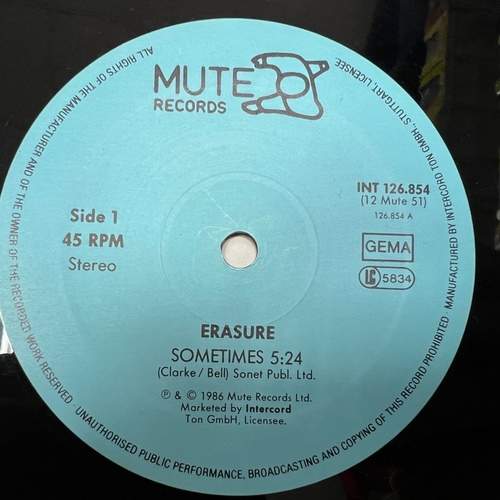 MUTE
RECORDS
INT 126.854
(12 Mute 51)
126.854 A
Side 1
45 RPM
Stereo
GEMA
LC 5834
ERASURE
SOMETIMES 5:24
(Clarke / Bell) Sonet Publ. Ltd.
℗ & © 1986 Mute Records Ltd.
Marketed by Intercord
Ton GmbH, Licensee.
ALL RIGHTS OF THE MANUFACTURER AND OF THE OWNER OF THE RECORDED WORK RESERVED
UNAUTHORISED PUBLIC PERFORMANCE, BROADCASTING AND COPYING OF THIS RECORD PROHIBITED
MANUFACTURED BY INTERCORD TON GMBH, STUTTGART, LICENSEE